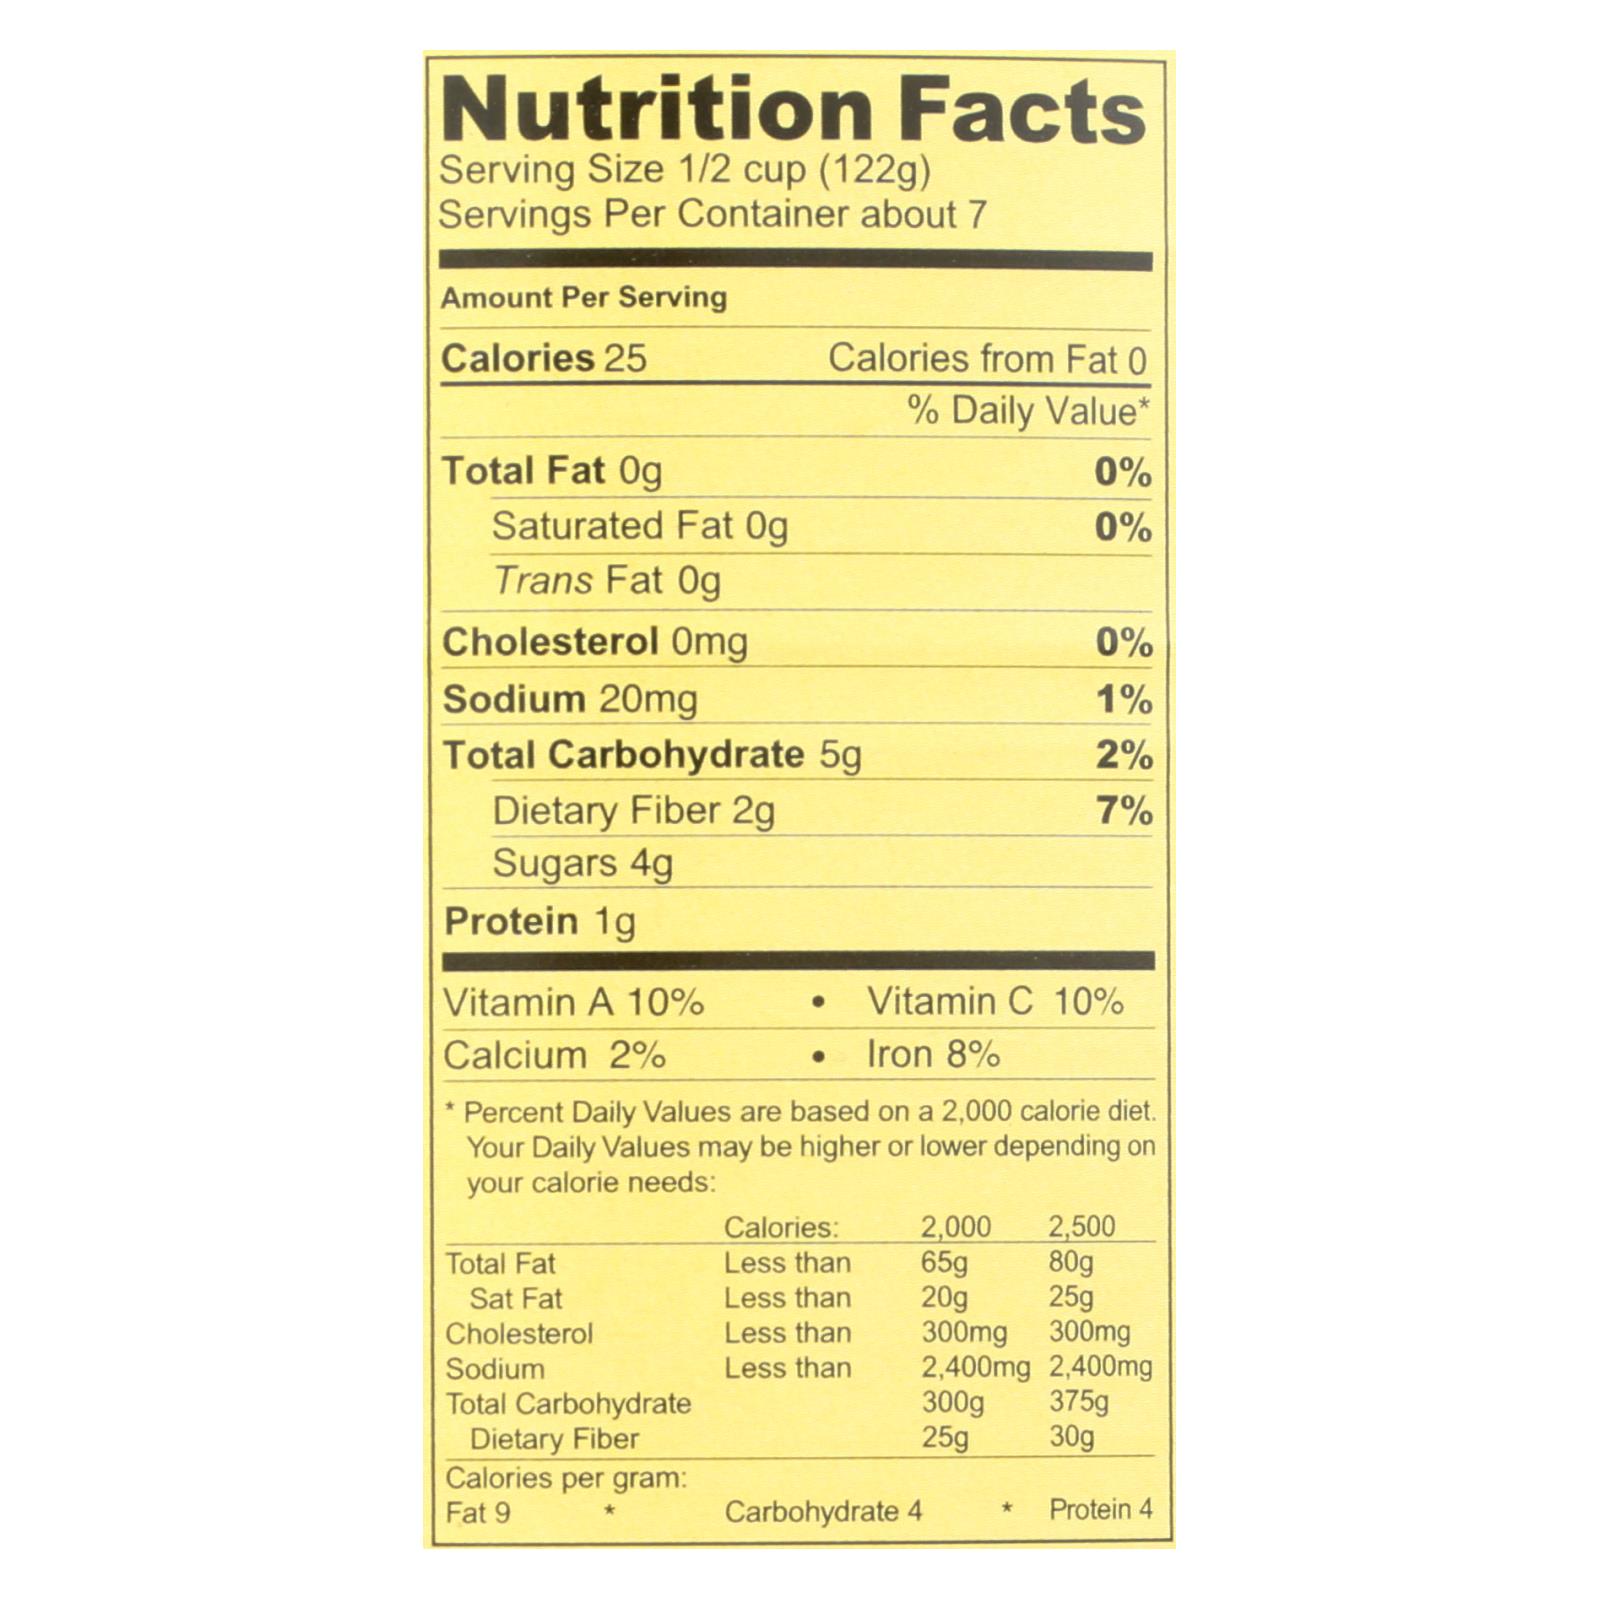 Nutrition Facts
Serving Size 1/2 cup (122g)
Servings Per Container about 7
Amount Per Serving
Calories 25 Calories from Fat 0
% Daily Value*
Total Fat 0g 0%
Saturated Fat 0g 0%
Trans Fat 0g
Cholesterol 0mg 0%
Sodium 20mg 1%
Total Carbohydrate 5g 2%
Dietary Fiber 2g 7%
Sugars 4g
Protein 1g
Vitamin A 10% • Vitamin C 10%
Calcium 2% • Iron 8%
* Percent Daily Values are based on a 2,000 calorie diet.
Your Daily Values may be higher or lower depending on
your calorie needs:
Calories: 2,000 2,500
Total Fat Less than 65g 80g
Sat Fat Less than 20g 25g
Cholesterol Less than 300mg 300mg
Sodium Less than 2,400mg 2,400mg
Total Carbohydrate 300g 375g
Dietary Fiber 25g 30g
Calories per gram:
Fat 9 * Carbohydrate 4 * Protein 4